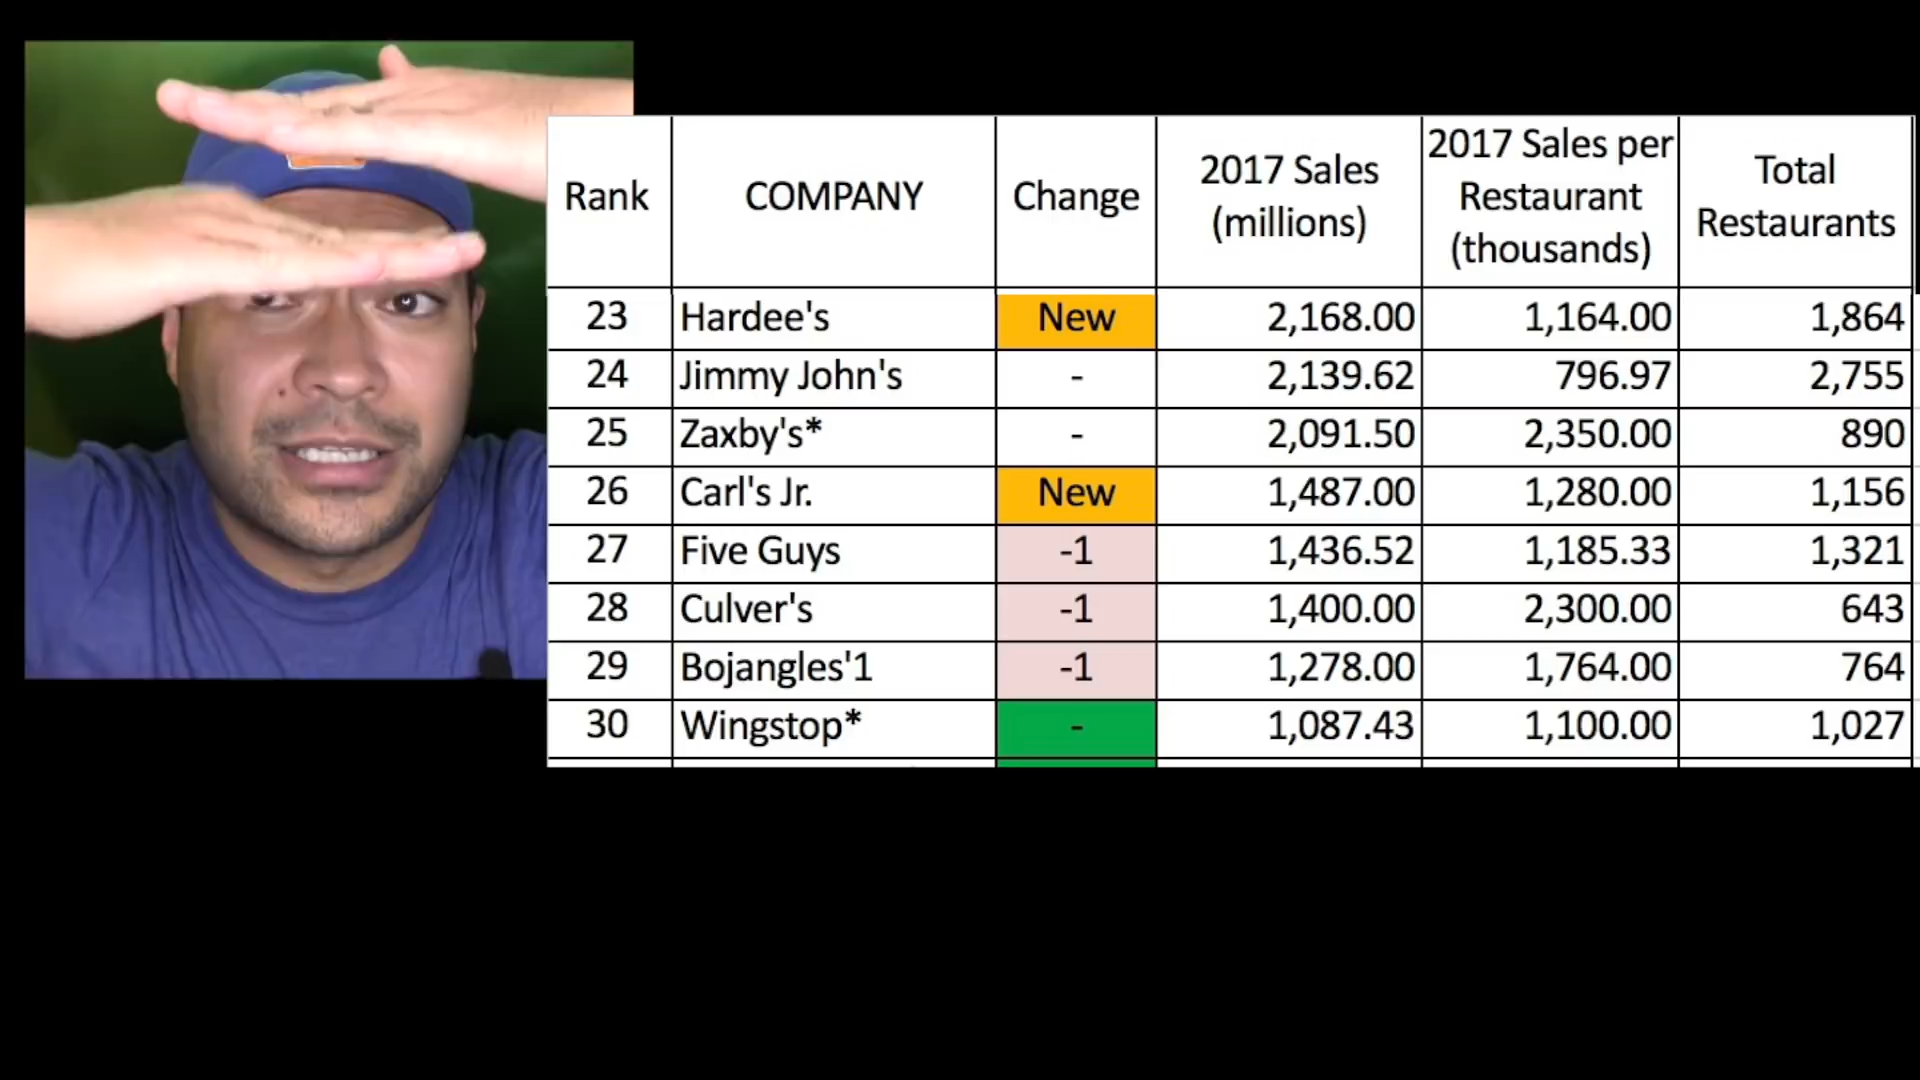 Rank COMPANY Change 2017 Sales (millions) 2017 Sales per Restaurant (thousands) Total Restaurants
23 Hardee's New 2,168.00 1,164.00 1,864
24 Jimmy John's - 2,139.62 796.97 2,755
25 Zaxby's* - 2,091.50 2,350.00 890
26 Carl's Jr. New 1,487.00 1,280.00 1,156
27 Five Guys -1 1,436.52 1,185.33 1,321
28 Culver's -1 1,400.00 2,300.00 643
29 Bojangles'1 -1 1,278.00 1,764.00 764
30 Wingstop* - 1,087.43 1,100.00 1,027